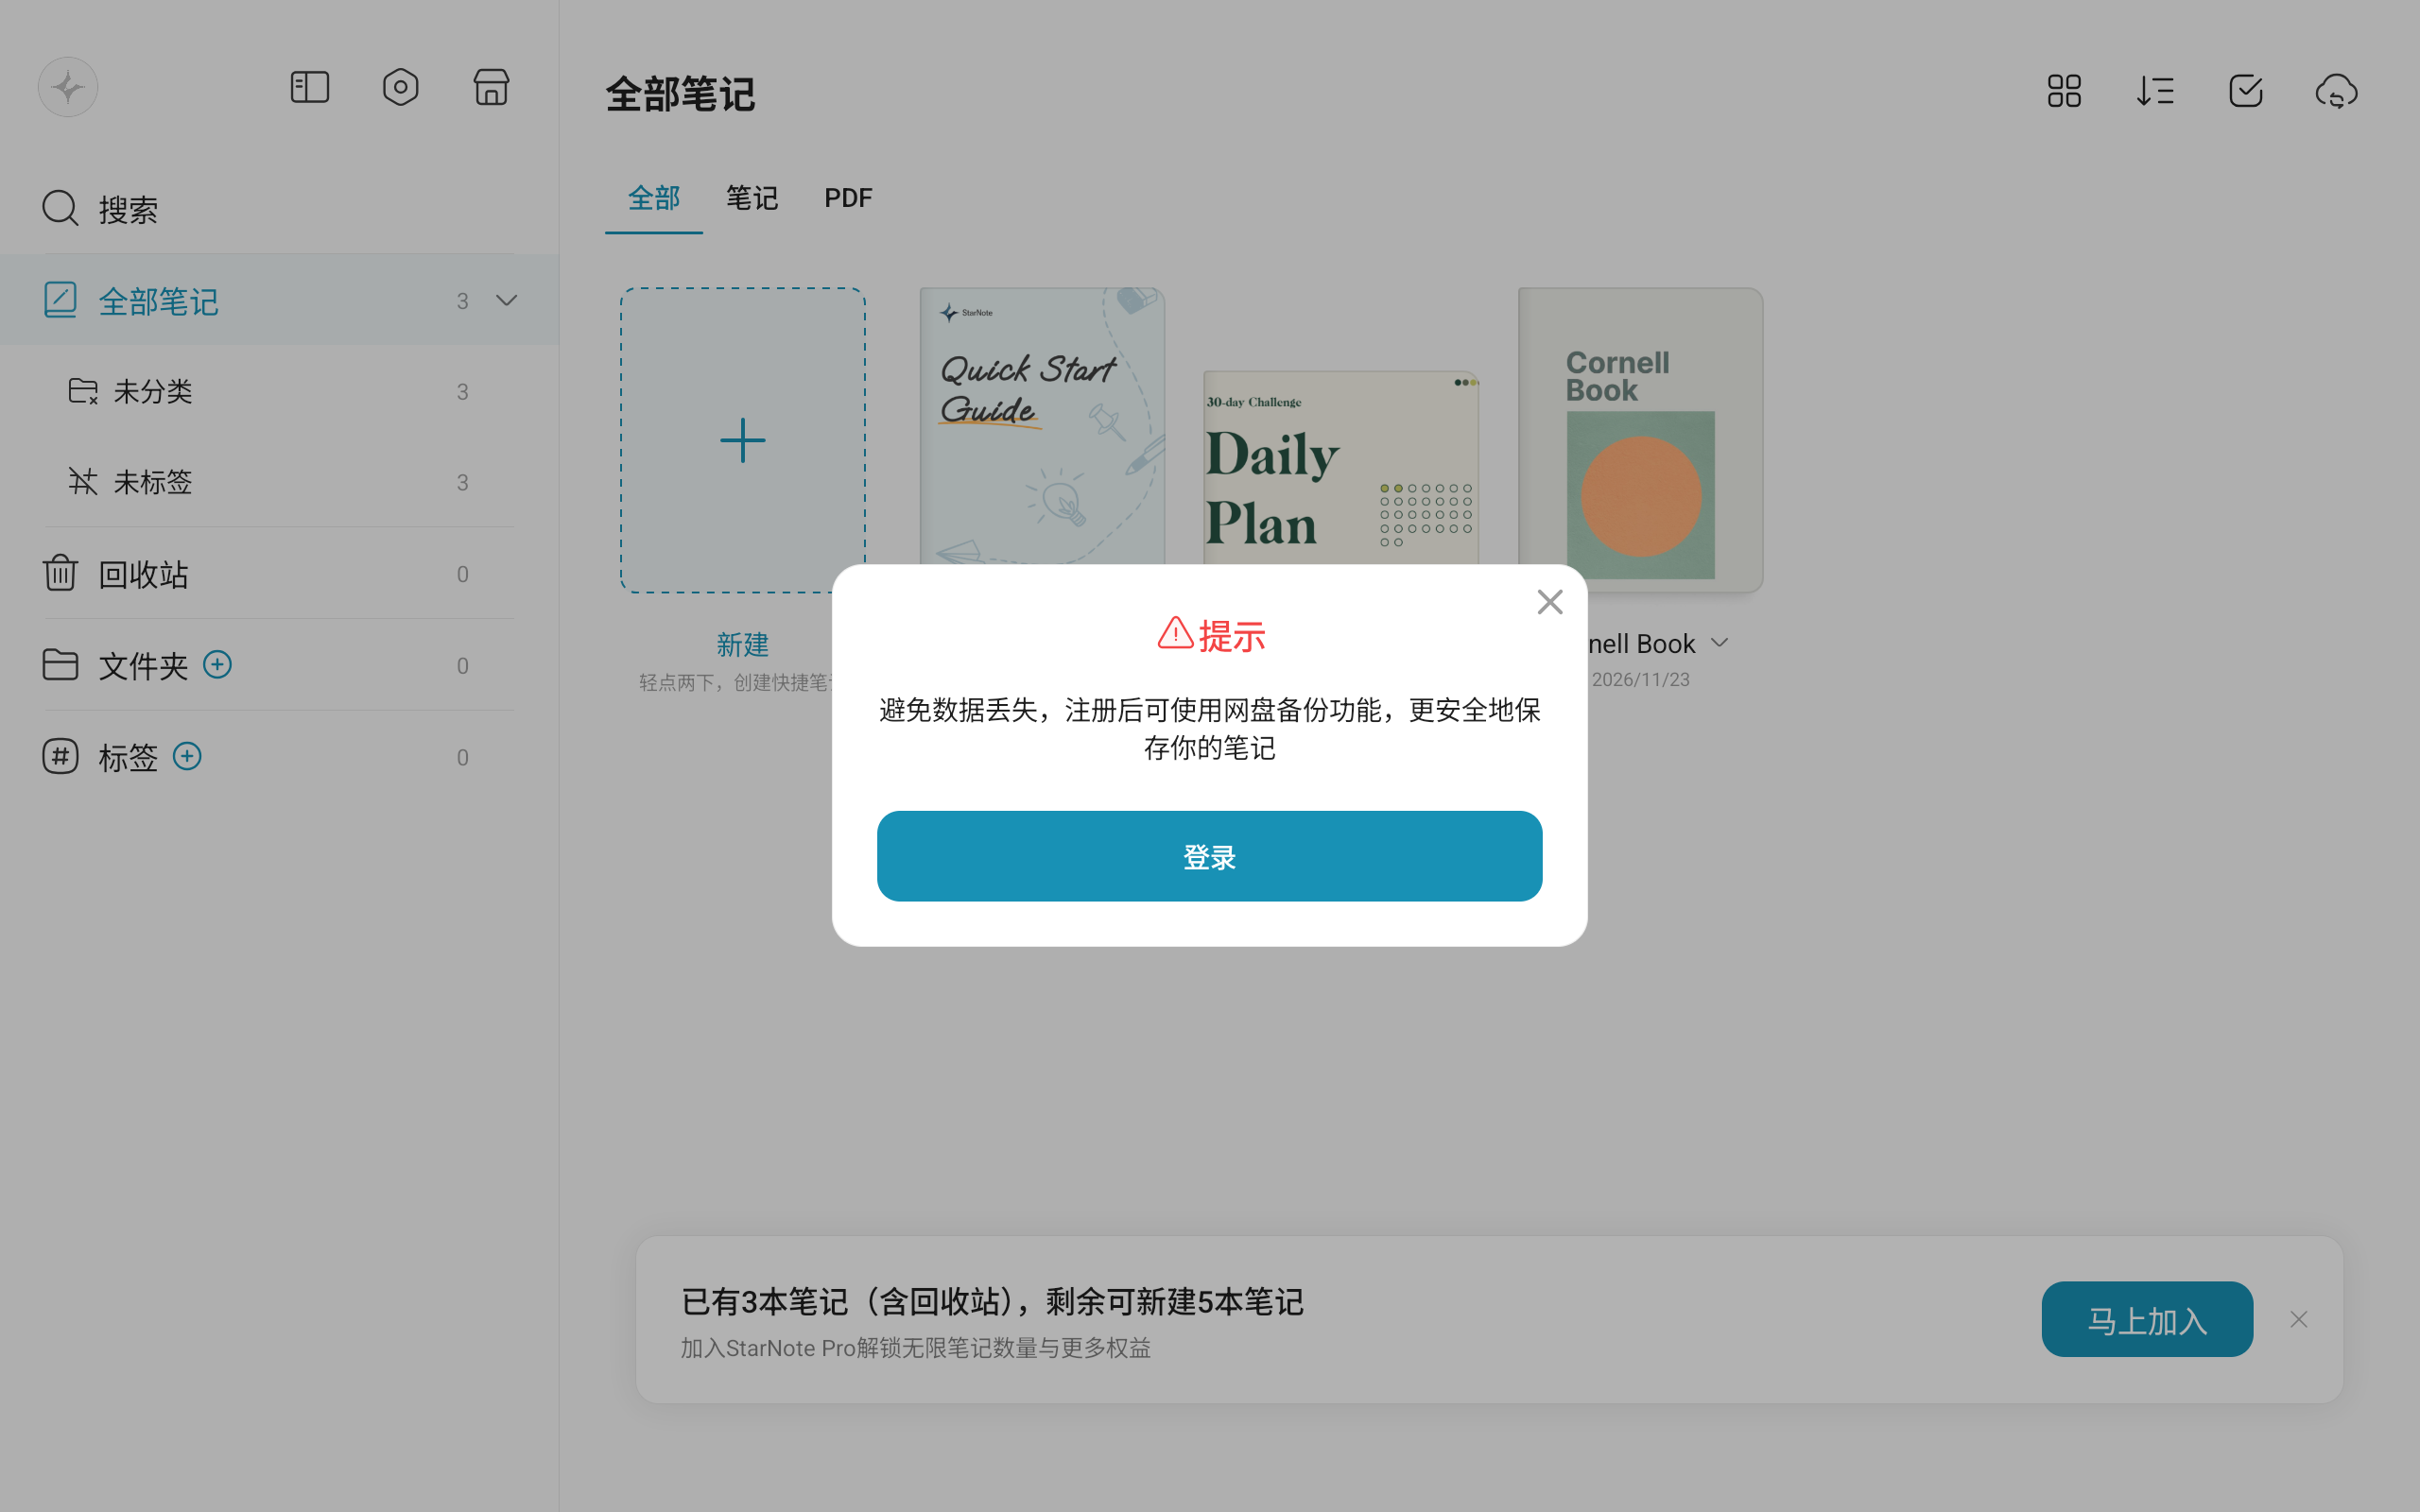 全部笔记
搜索
全部笔记 3
未分类 3
未标签 3
回收站 0
文件夹 0
标签 0
全部 笔记 PDF
StarNote
Quick Start
Guide
30-day Challenge
Daily
Plan
Cornell
Book
新建
轻点两下，创建快捷笔
nell Book
2026/11/23
提示
避免数据丢失，注册后可使用网盘备份功能，更安全地保
存你的笔记
登录
已有3本笔记（含回收站），剩余可新建5本笔记
加入StarNote Pro解锁无限笔记数量与更多权益
马上加入